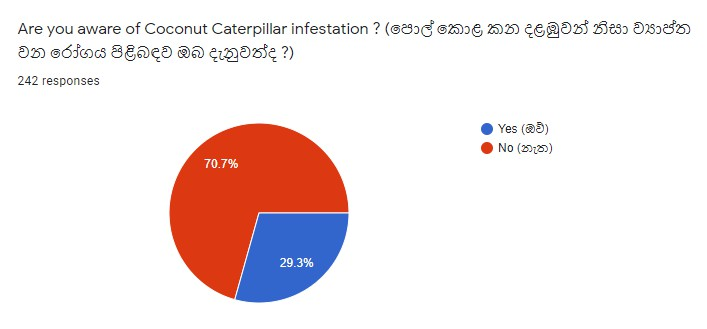 Are you aware of Coconut Caterpillar infestation ? (පොල් කොළ කන දළඹුවන් නිසා ව්‍යාප්ත
වන රෝගය පිළිබඳව ඔබ දැනුවත්ද ?)
242 responses
Yes (ඔව්)
No (නැත)
70.7%
29.3%